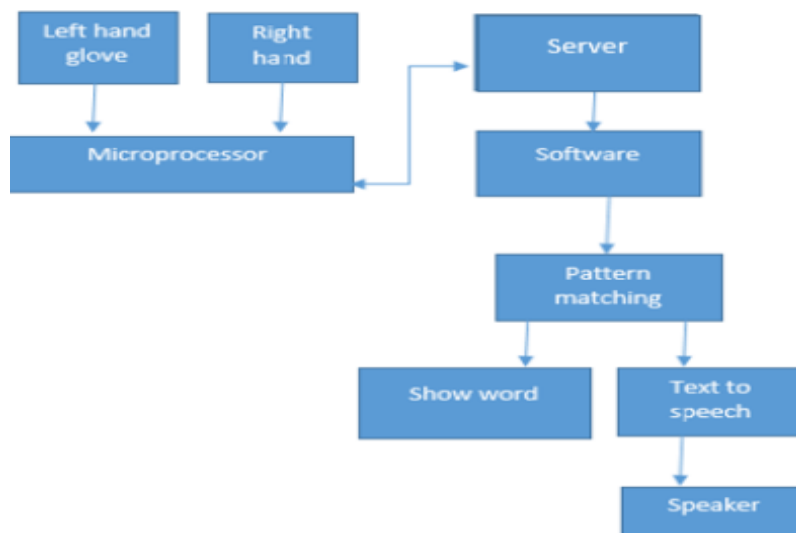 Left hand
glove
Right
hand
Server
Microprocessor
Software
Pattern
matching
Show word
Text to
speech
Speaker